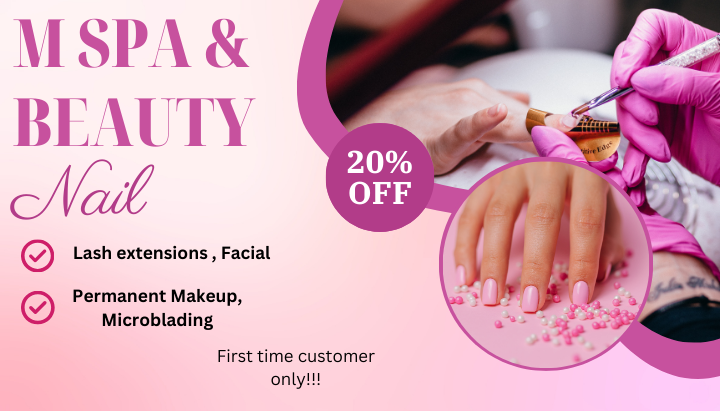 M SPA &
BEAUTY
Nail
20%
OFF
Lash extensions , Facial
Permanent Makeup,
Microblading
First time customer
only!!!